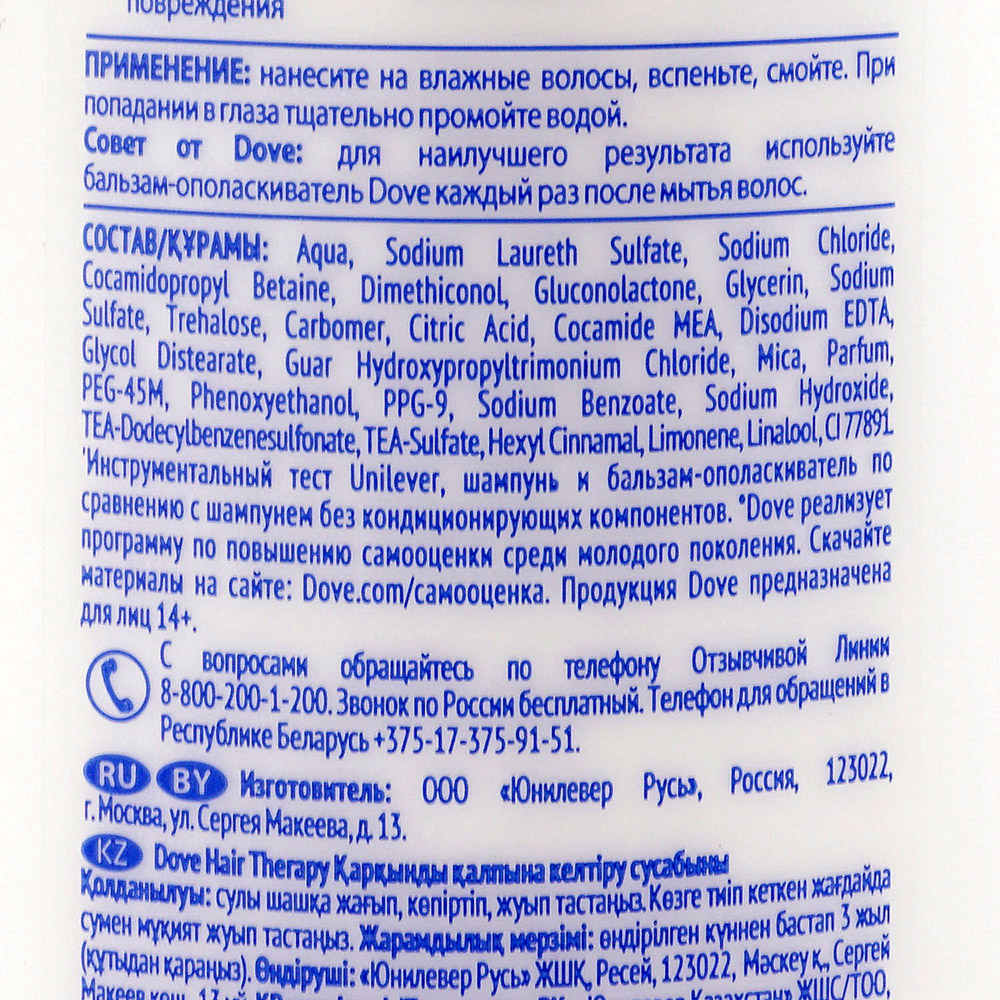 повреждения
ПРИМЕНЕНИЕ: нанесите на влажные волосы, вспеньте, смойте. При
попадании в глаза тщательно промойте водой.
Совет от Dove: для наилучшего результата используйте
бальзам-ополаскиватель Dove каждый раз после мытья волос.
СОСТАВ/ҚҰРАМЫ: Aqua, Sodium Laureth Sulfate, Sodium Chloride,
Cocamidopropyl Betaine, Dimethiconol, Gluconolactone, Glycerin, Sodium
Sulfate, Trehalose, Carbomer, Citric Acid, Cocamide MEA, Disodium EDTA,
Glycol Distearate, Guar Hydroxypropyltrimonium Chloride, Mica, Parfum,
PEG-45M, Phenoxyethanol, PPG-9, Sodium Benzoate, Sodium Hydroxide,
TEA-Dodecylbenzenesulfonate, TEA-Sulfate, Hexyl Cinnamal, Limonene, Linalool, CI 77891.
'Инструментальный тест Unilever, шампунь и бальзам-ополаскиватель по
сравнению с шампунем без кондиционирующих компонентов. *Dove реализует
программу по повышению самооценки среди молодого поколения. Скачайте
материалы на сайте: Dove.com/самооценка. Продукция Dove предназначена
для лиц 14+.
С вопросами обращайтесь по телефону Отзывчивой Линии
8-800-200-1-200. Звонок по России бесплатный. Телефон для обращений в
Республике Беларусь +375-17-375-91-51.
RU BY Изготовитель: ООО «Юнилевер Русь», Россия, 123022,
г. Москва, ул. Сергея Макеева, д. 13.
KZ Dove Hair Therapy Қарқынды қалпына келтіру сусабыны
Қолданылуы: сулы шашқа жағып, көпіртіп, жуып тастаңыз. Көзге тиіп кеткен жағдайда
сумен мұқият жуып тастаңыз. Жарамдылық мерзімі: өндірілген күннен бастап 3 жыл
(құтыдан қараңыз). Өндіруші: «Юнилевер Русь» ЖШҚ, Ресей, 123022, Мәскеу қ., Сергей
Макеев көш., 13 үй. Казахстан» ЖШС/ТОО,